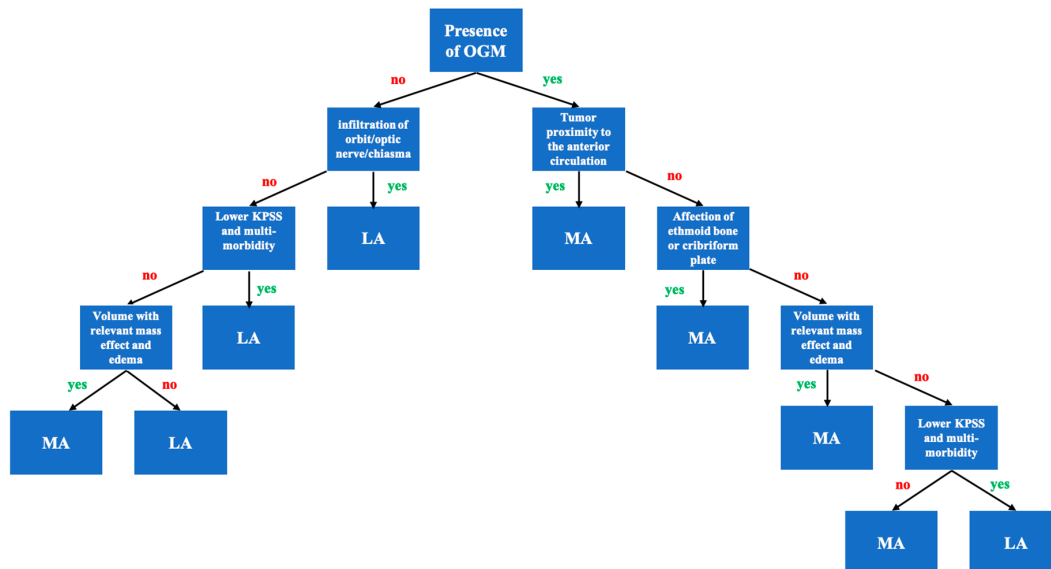 Presence
of OGM
no
yes
infiltration of
orbit/optic
nerve/chiasma
Tumor
proximity to
the anterior
circulation
no
yes
yes
no
Lower KPSS
and multi-
morbidity
LA
MA
Affection of
ethmoid bone
or cribriform
plate
no
yes
yes
no
Volume with
relevant mass
effect and
edema
LA
MA
Volume with
relevant mass
effect and
edema
yes
no
yes
no
MA
LA
MA
Lower KPSS
and multi-
morbidity
no
yes
MA
LA